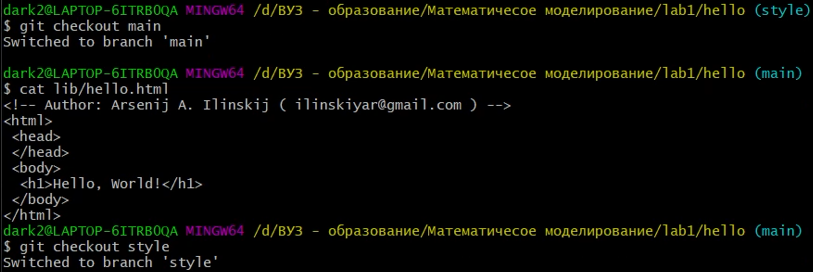 dark2@LAPTOP-6ITRB0QA MINGW64 /d/ВУЗ - образование/Математичесое моделирование/lab1/hello (style)
$ git checkout main
Switched to branch 'main'
dark2@LAPTOP-6ITRB0QA MINGW64 /d/ВУЗ - образование/Математичесое моделирование/lab1/hello (main)
$ cat lib/hello.html
<!-- Author: Arsenij A. Ilinskij ( ilinskiyar@gmail.com ) -->
<html>
 <head>
 </head>
 <body>
  <h1>Hello, World!</h1>
 </body>
</html>
dark2@LAPTOP-6ITRB0QA MINGW64 /d/ВУЗ - образование/Математичесое моделирование/lab1/hello (main)
$ git checkout style
Switched to branch 'style'